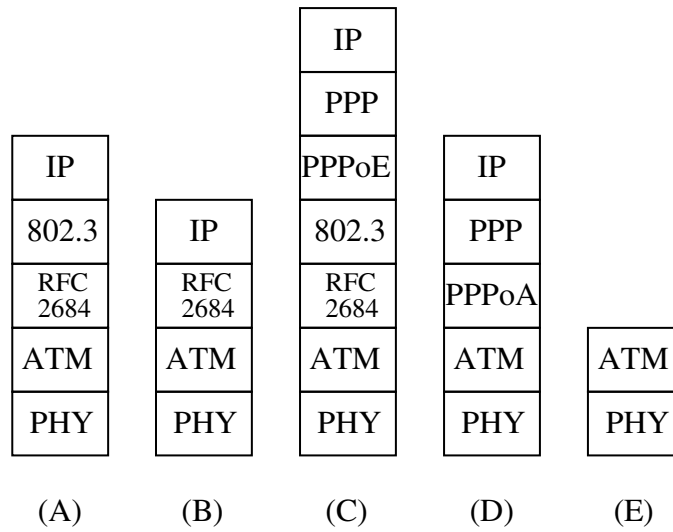 IP
802.3
RFC
2684
ATM
PHY
(A)
IP
RFC
2684
ATM
PHY
(B)
IP
PPP
PPPoE
802.3
RFC
2684
ATM
PHY
(C)
IP
PPP
PPPoA
ATM
PHY
(D)
ATM
PHY
(E)